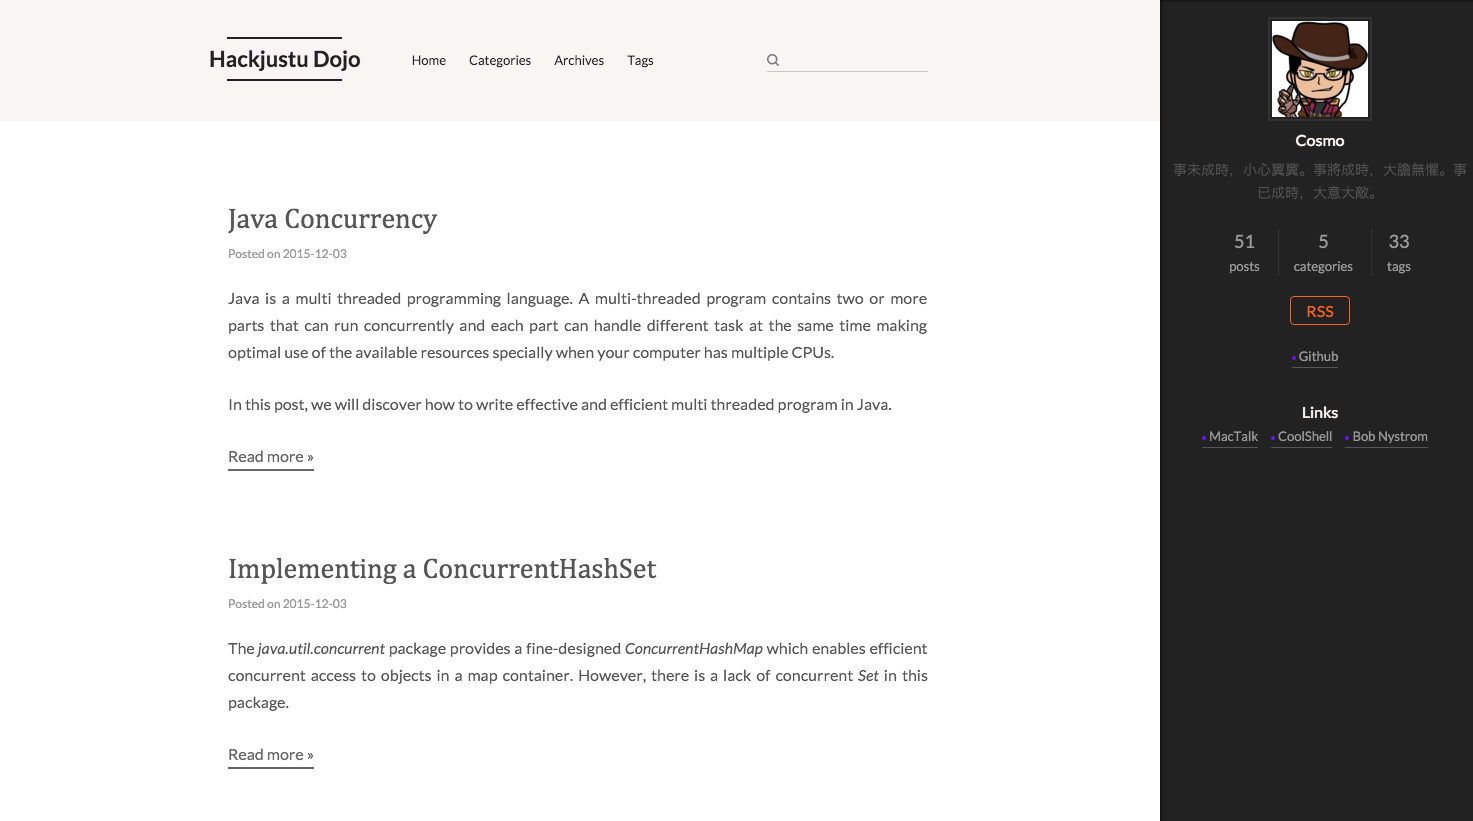 Hackjustu Dojo
Home Categories Archives Tags
Java Concurrency
Posted on 2015-12-03
Java is a multi threaded programming language. A multi-threaded program contains two or more
parts that can run concurrently and each part can handle different task at the same time making
optimal use of the available resources specially when your computer has multiple CPUs.
In this post, we will discover how to write effective and efficient multi threaded program in Java.
Read more »
Implementing a ConcurrentHashSet
Posted on 2015-12-03
The java.util.concurrent package provides a fine-designed ConcurrentHashMap which enables efficient
concurrent access to objects in a map container. However, there is a lack of concurrent Set in this
package.
Read more »
Cosmo
事未成時，小心翼翼。事將成時，大膽無懼。事
已成時，大意大敵。
51 5 33
posts categories tags
RSS
Github
Links
MacTalk CoolShell Bob Nystrom